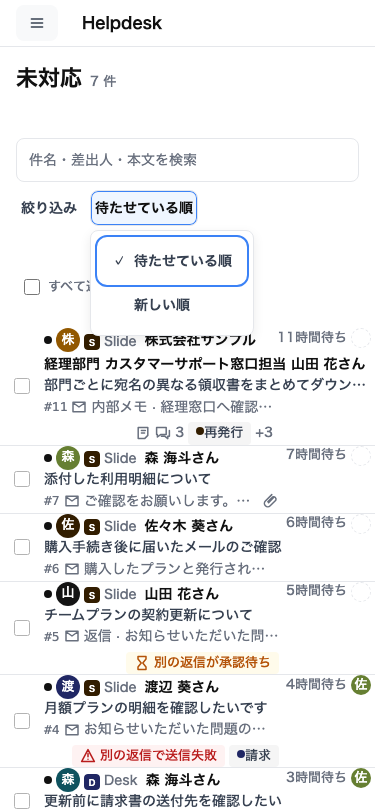 Helpdesk
未対応 7 件
件名・差出人・本文を検索
絞り込み 待たせている順
✓ 待たせている順
新しい順
すべて
株 S Slide 株式会社サンプル 11時間待ち
経理部門 カスタマーサポート窓口担当 山田 花さん
部門ごとに宛名の異なる領収書をまとめてダウン…
#11 内部メモ · 経理窓口へ確認…
3 再発行 +3
森 S Slide 森 海斗さん 7時間待ち
添付した利用明細について
#7 ご確認をお願いします。…
佐 S Slide 佐々木 葵さん 6時間待ち
購入手続き後に届いたメールのご確認
#6 購入したプランと発行され…
山 S Slide 山田 花さん 5時間待ち
チームプランの契約更新について
#5 返信 · お知らせいただいた問…
別の返信が承認待ち
渡 S Slide 渡辺 葵さん 4時間待ち 佐
月額プランの明細を確認したいです
#4 お知らせいただいた問題の…
別の返信で送信失敗 請求
森 D Desk 森 海斗さん 3時間待ち 佐
更新前に請求書の送付先を確認したい